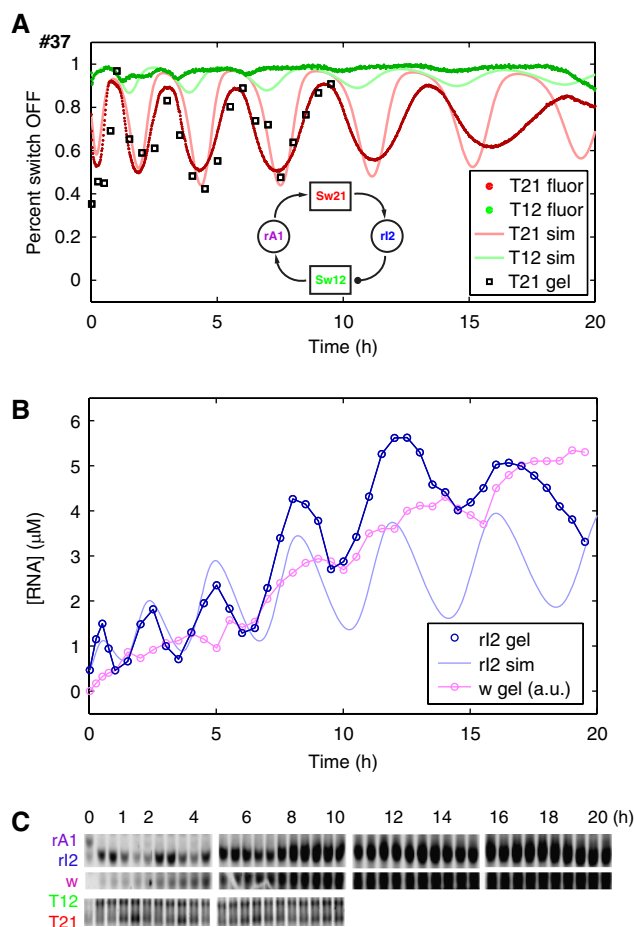 A
#37
1
0.8
0.6
0.4
0.2
0
Percent switch OFF
Sw21
rA1
rI2
Sw12
T21 fluor
T12 fluor
T21 sim
T12 sim
T21 gel
0 5 10 15 20
Time (h)
B
6
5
4
3
2
1
0
[RNA] (μM)
rI2 gel
rI2 sim
w gel (a.u.)
0 5 10 15 20
Time (h)
C
0 1 2 4 6 8 10 12 14 16 18 20 (h)
rA1
rI2
w
T12
T21